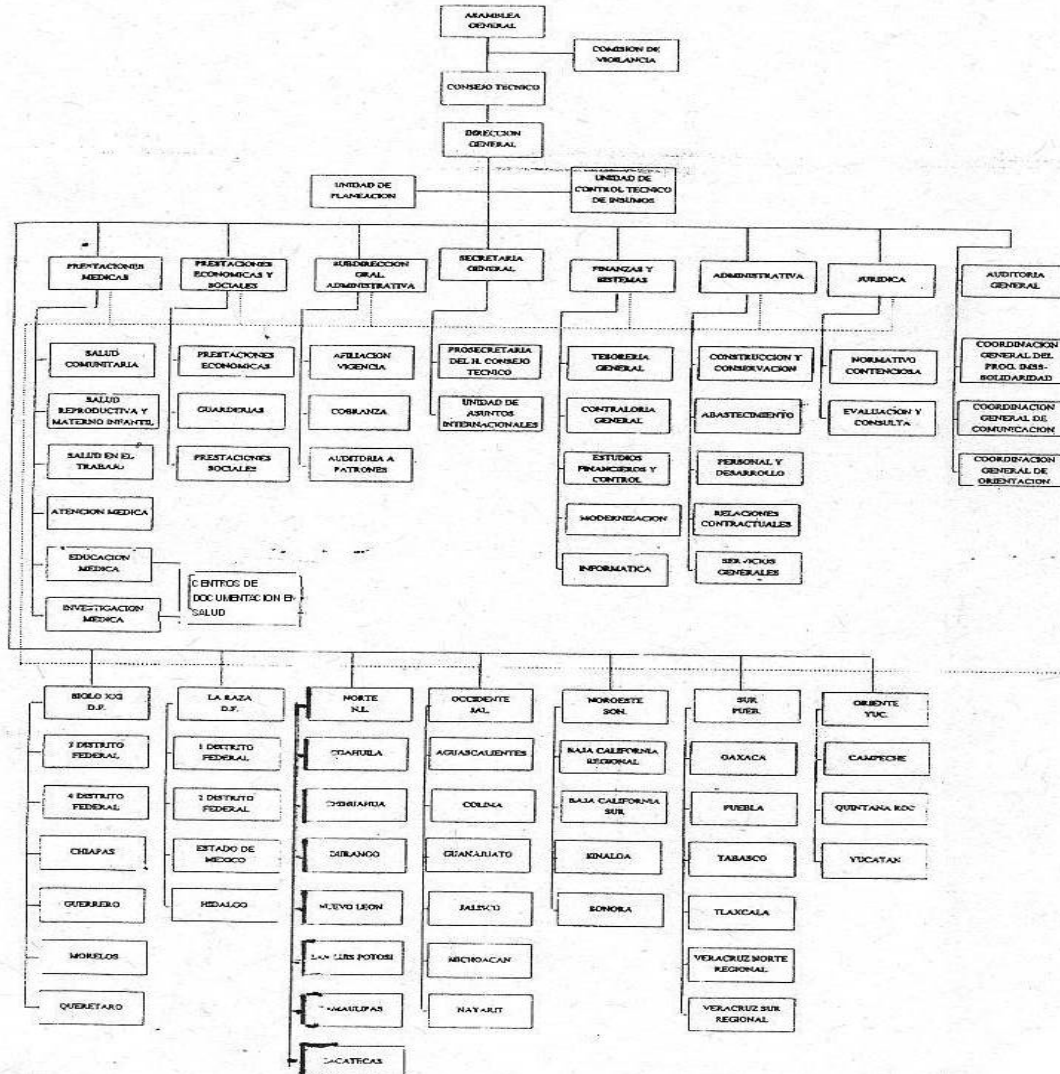 ASAMBLEA
GENERAL
COMISION DE
VIGILANCIA
CONSEJO TECNICO
DIRECCION
GENERAL
UNIDAD DE
PLANEACION
UNIDAD DE
CONTROL TECNICO
DE INSUMOS
PRESTACIONES
MEDICAS
PRESTACIONES
ECONOMICAS Y
SOCIALES
SUBDIRECCION
GRAL.
ADMINISTRATIVA
SECRETARIA
GENERAL
FINANZAS Y
SISTEMAS
ADMINISTRATIVA
JURIDICA
AUDITORIA
GENERAL
SALUD
COMUNITARIA
SALUD
REPRODUCTIVA Y
MATERNO INFANTIL
SALUD EN EL
TRABAJO
ATENCION MEDICA
EDUCACION
MEDICA
INVESTIGACION
MEDICA
CENTROS DE
DOCUMENTACION EN
SALUD
PRESTACIONES
ECONOMICAS
GUARDERIAS
PRESTACIONES
SOCIALES
AFILIACION
VIGENCIA
COBRANZA
AUDITORIA A
PATRONES
PROSECRETARIA
DEL H. CONSEJO
TECNICO
UNIDAD DE
ASUNTOS
INTERNACIONALES
TESORERIA
GENERAL
CONTRALORIA
GENERAL
ESTUDIOS
FINANCIEROS Y
CONTROL
MODERNIZACION
INFORMATICA
CONSTRUCCION Y
CONSERVACION
ABASTECIMIENTO
PERSONAL Y
DESARROLLO
RELACIONES
CONTRACTUALES
SERVICIOS
GENERALES
NORMATIVO
CONTENCIOSA
EVALUACION Y
CONSULTA
COORDINACION
GENERAL DEL
PROG. IMSS-
SOLIDARIDAD
COORDINACION
GENERAL DE
COMUNICACION
COORDINACION
GENERAL DE
ORIENTACION
SIGLO XXI
D.F.
3 DISTRITO
FEDERAL
4 DISTRITO
FEDERAL
CHIAPAS
GUERRERO
MORELOS
QUERETARO
LA RAZA
D.F.
1 DISTRITO
FEDERAL
2 DISTRITO
FEDERAL
ESTADO DE
MEXICO
HIDALGO
NORTE
N.L.
COAHUILA
CHIHUAHUA
DURANGO
NUEVO LEON
SAN LUIS POTOSI
TAMAULIPAS
ZACATECAS
OCCIDENTE
JAL.
AGUASCALIENTES
COLIMA
GUANAJUATO
JALISCO
MICHOACAN
NAYARIT
NOROESTE
SON.
BAJA CALIFORNIA
REGIONAL
BAJA CALIFORNIA
SUR
SINALOA
SONORA
SUR
PUEB.
OAXACA
PUEBLA
TABASCO
TLAXCALA
VERACRUZ NORTE
REGIONAL
VERACRUZ SUR
REGIONAL
ORIENTE
YUC.
CAMPECHE
QUINTANA ROO
YUCATAN